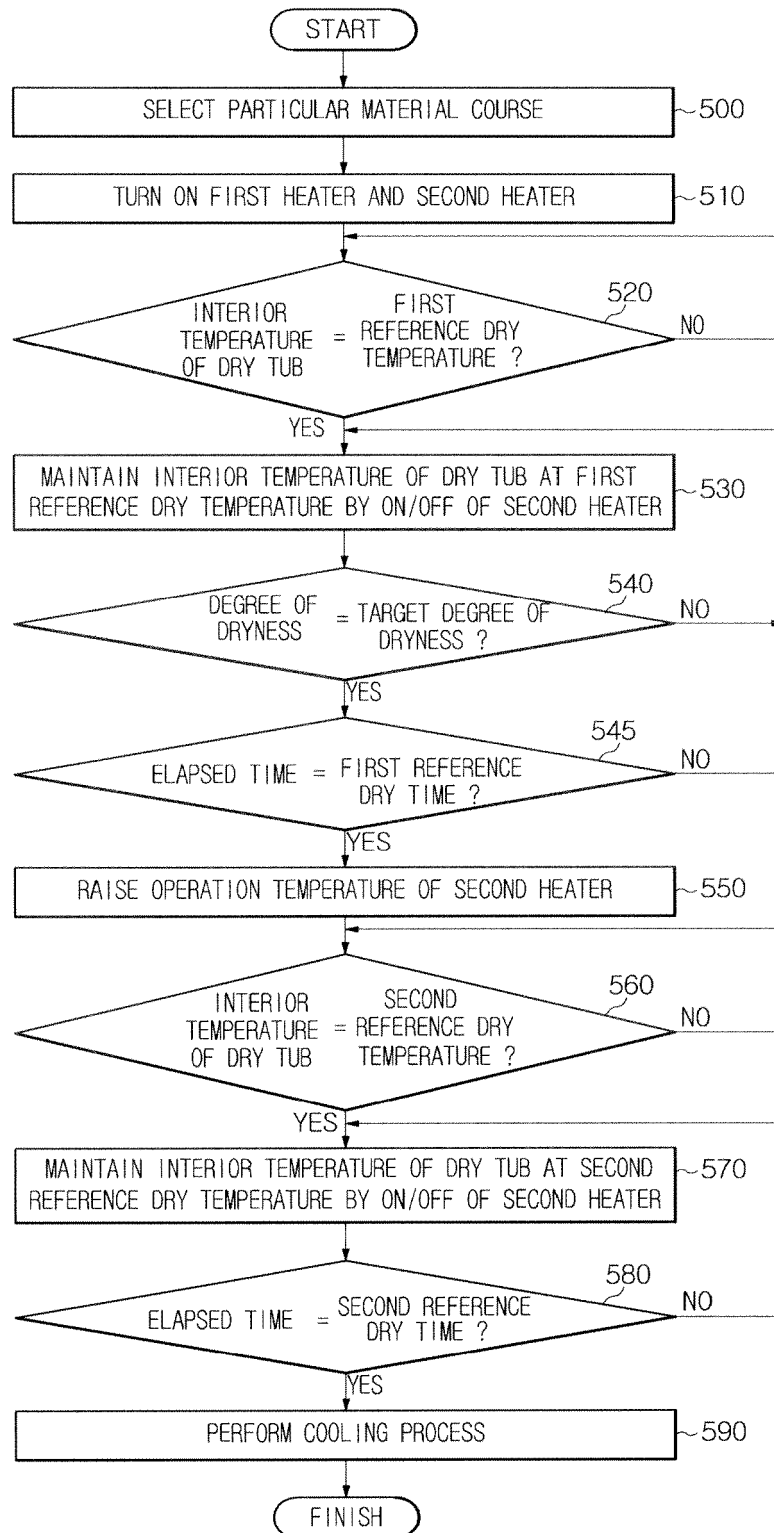 START
SELECT PARTICULAR MATERIAL COURSE
500
TURN ON FIRST HEATER AND SECOND HEATER
510
520
INTERIOR TEMPERATURE OF DRY TUB = FIRST REFERENCE DRY TEMPERATURE ?
NO
YES
MAINTAIN INTERIOR TEMPERATURE OF DRY TUB AT FIRST
REFERENCE DRY TEMPERATURE BY ON/OFF OF SECOND HEATER
530
540
DEGREE OF DRYNESS = TARGET DEGREE OF DRYNESS ?
NO
YES
545
ELAPSED TIME = FIRST REFERENCE DRY TIME ?
NO
YES
RAISE OPERATION TEMPERATURE OF SECOND HEATER
550
560
INTERIOR TEMPERATURE OF DRY TUB = SECOND REFERENCE DRY TEMPERATURE ?
NO
YES
MAINTAIN INTERIOR TEMPERATURE OF DRY TUB AT SECOND
REFERENCE DRY TEMPERATURE BY ON/OFF OF SECOND HEATER
570
580
ELAPSED TIME = SECOND REFERENCE DRY TIME ?
NO
YES
PERFORM COOLING PROCESS
590
FINISH